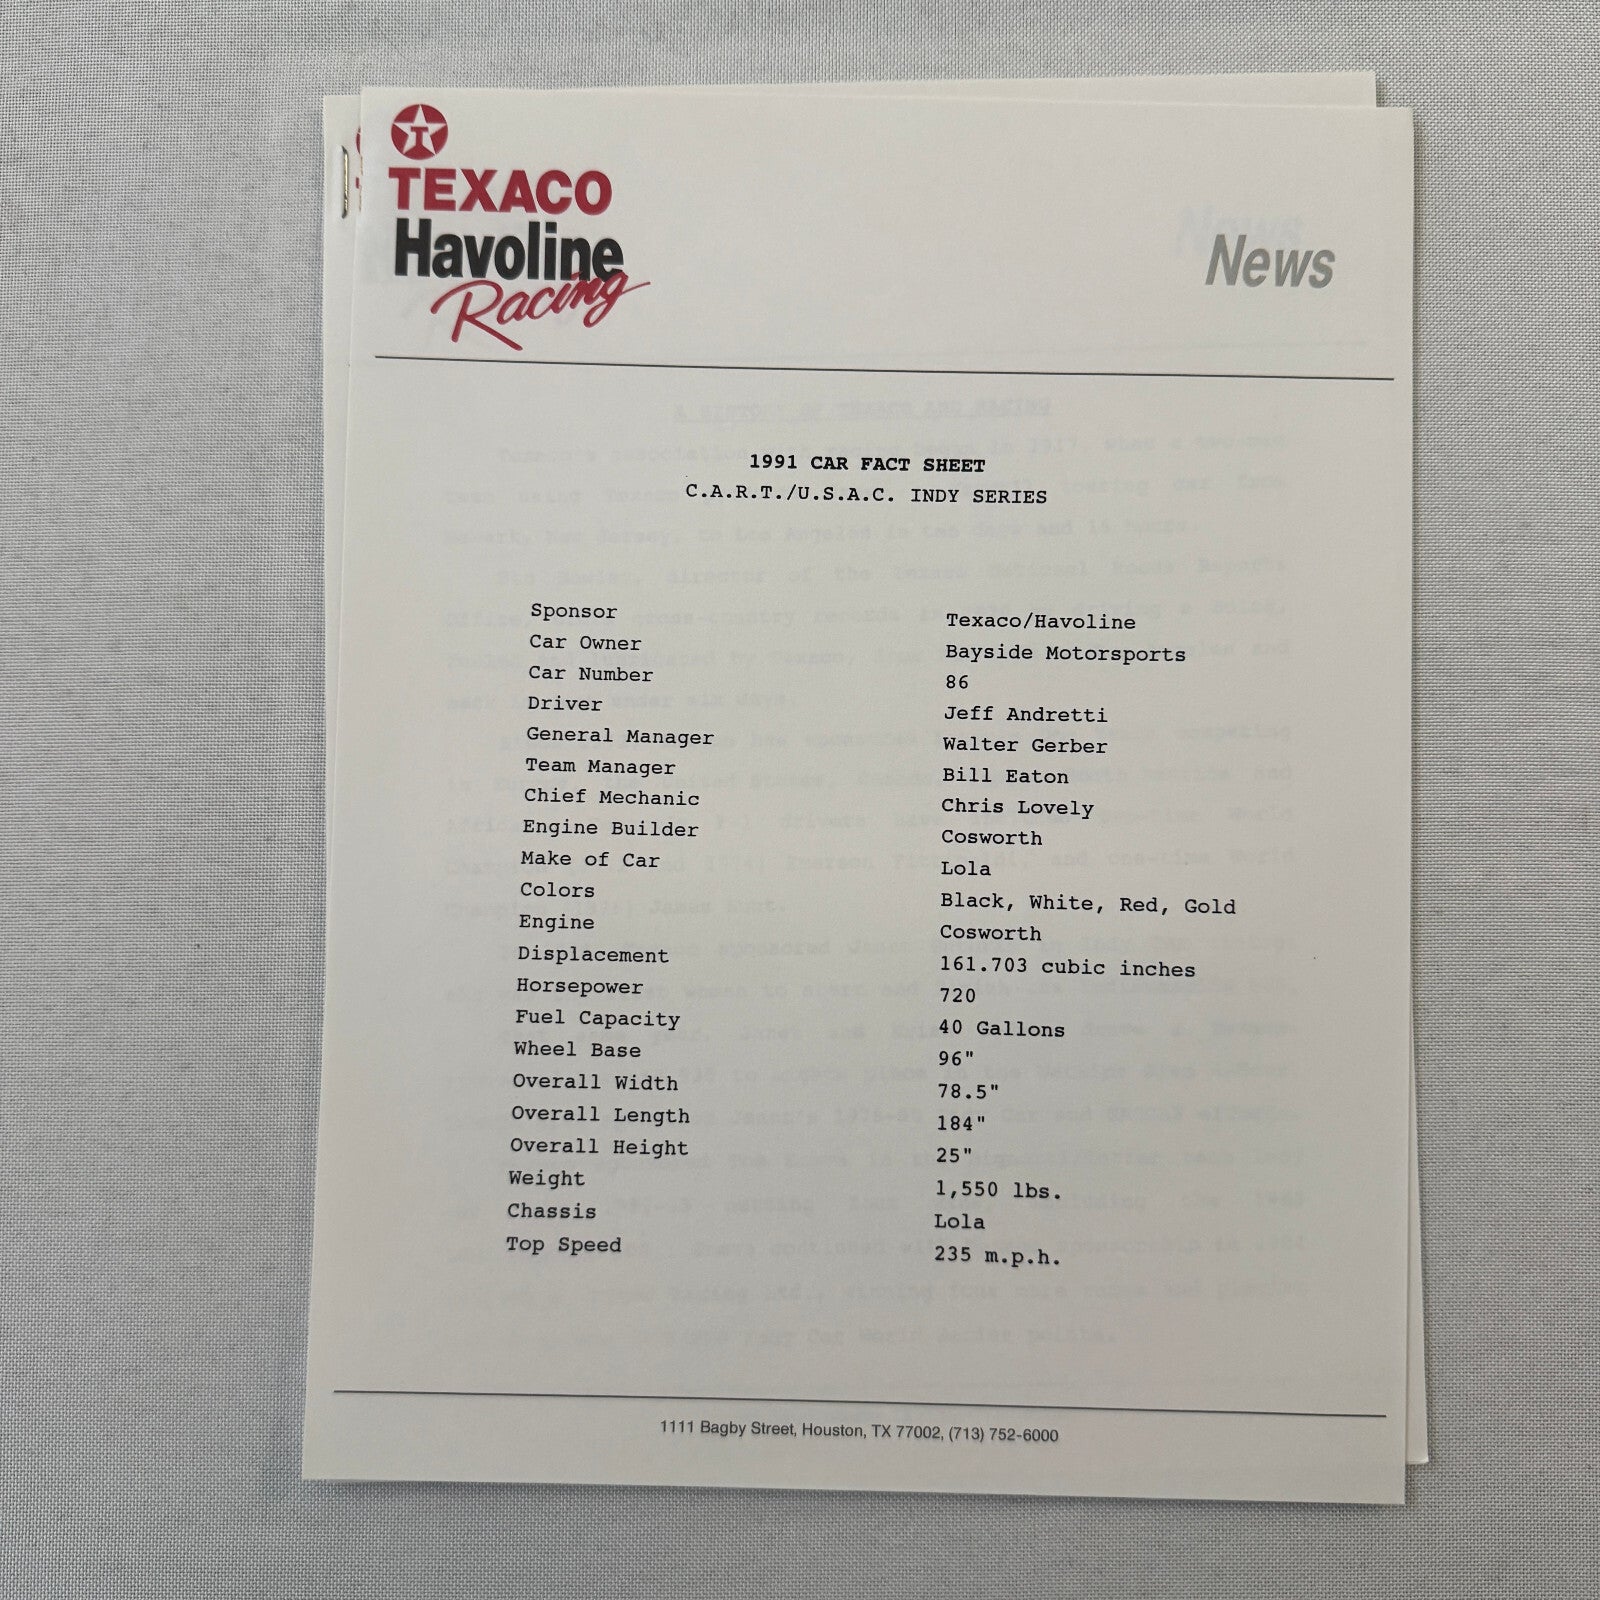 T
TEXACO
Havoline
Racing
News
1991 CAR FACT SHEET
C.A.R.T./U.S.A.C. INDY SERIES
Sponsor Texaco/Havoline
Car Owner Bayside Motorsports
Car Number 86
Driver Jeff Andretti
General Manager Walter Gerber
Team Manager Bill Eaton
Chief Mechanic Chris Lovely
Engine Builder Cosworth
Make of Car Lola
Colors Black, White, Red, Gold
Engine Cosworth
Displacement 161.703 cubic inches
Horsepower 720
Fuel Capacity 40 Gallons
Wheel Base 96"
Overall Width 78.5"
Overall Length 184"
Overall Height 25"
Weight 1,550 lbs.
Chassis Lola
Top Speed 235 m.p.h.
1111 Bagby Street, Houston, TX 77002, (713) 752-6000